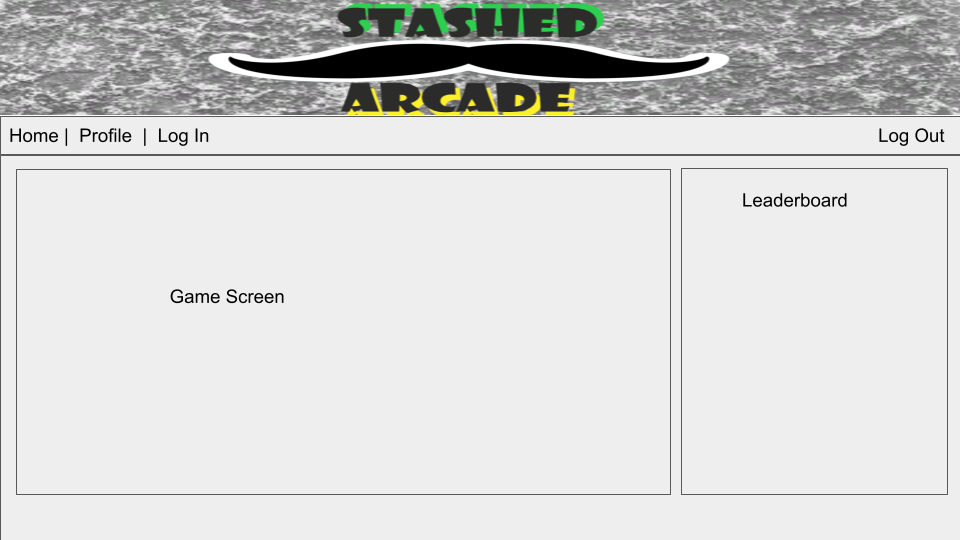 STASHED
ARCADE
Home | Profile | Log In
Log Out
Leaderboard
Game Screen